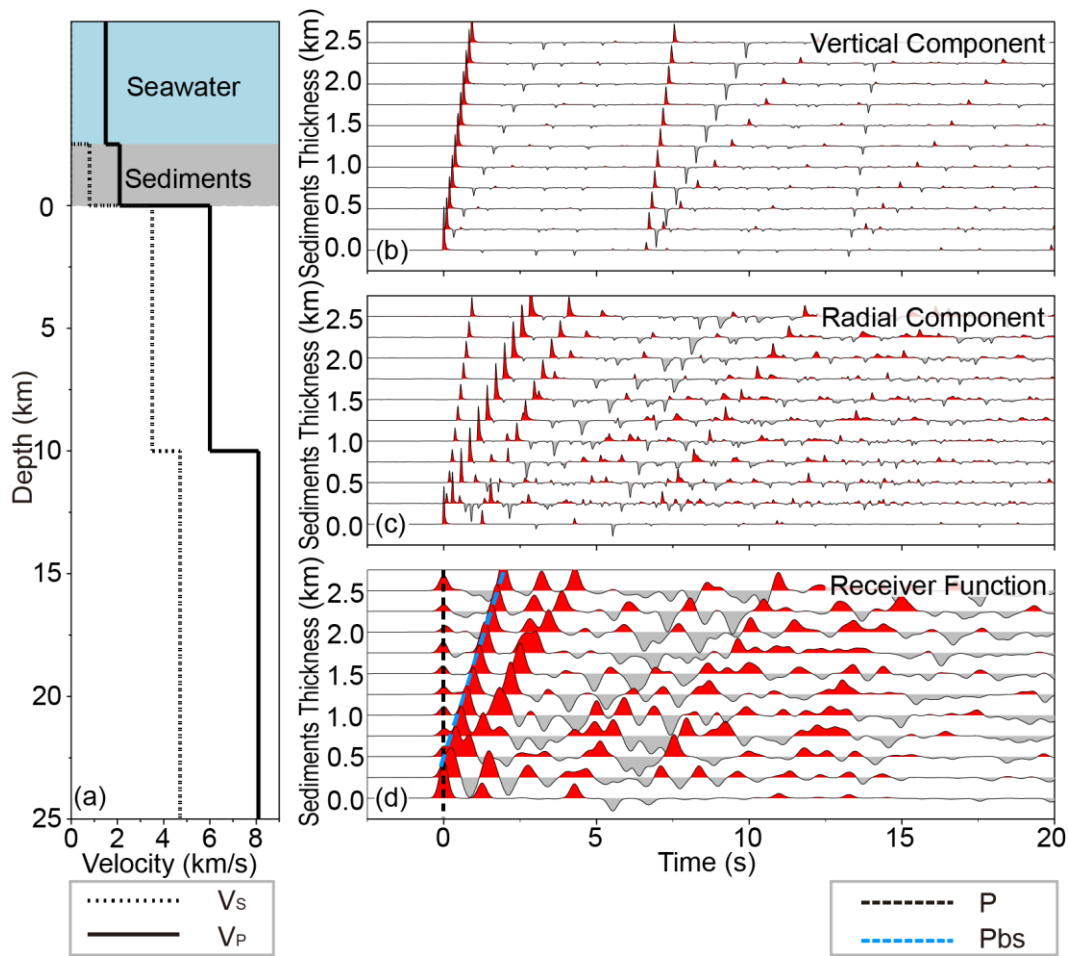 Seawater
Sediments
0
5
10
15
20
25
Depth (km)
(a)
0 2 4 6 8
Velocity (km/s)
Vs
VP
Sediments Thickness (km)
2.5
2.0
1.5
1.0
0.5
0.0
Vertical Component
(b)
Sediments Thickness (km)
2.5
2.0
1.5
1.0
0.5
0.0
Radial Component
(c)
Sediments Thickness (km)
2.5
2.0
1.5
1.0
0.5
0.0
Receiver Function
(d)
0 5 10 15 20
Time (s)
P
Pbs